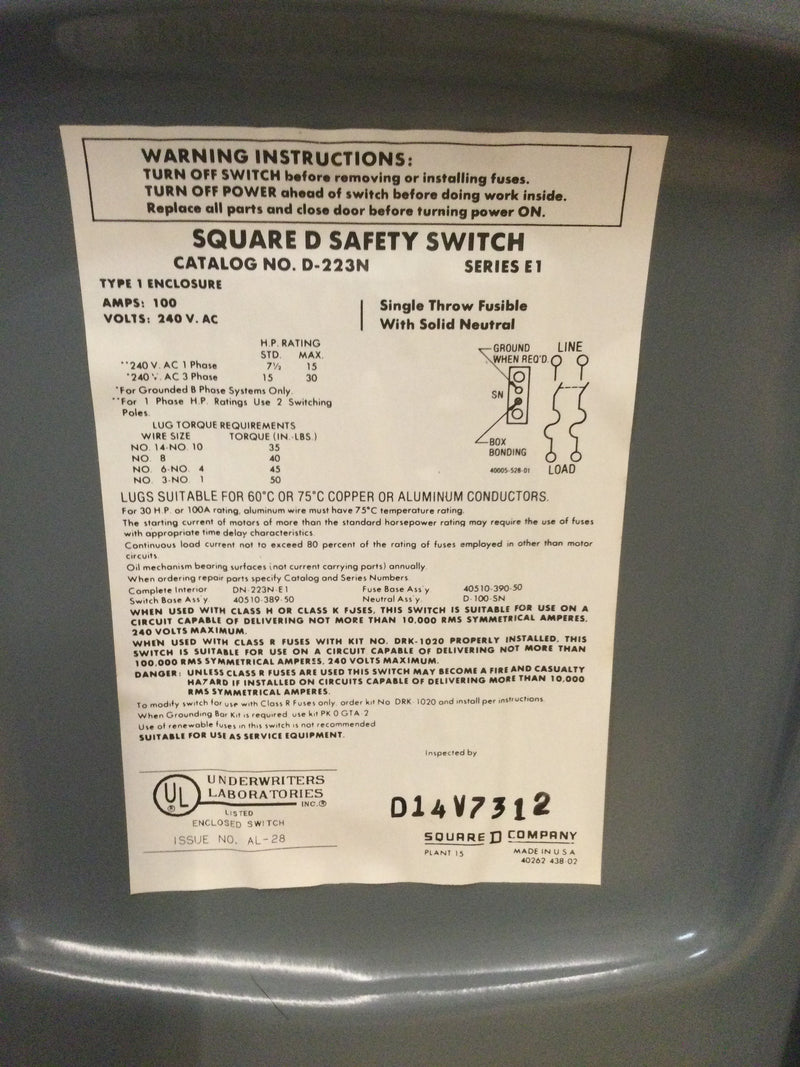 WARNING INSTRUCTIONS:
TURN OFF SWITCH before removing or installing fuses.
TURN OFF POWER ahead of switch before doing work inside.
Replace all parts and close door before turning power ON.
SQUARE D SAFETY SWITCH
CATALOG NO. D-223N SERIES E1
TYPE 1 ENCLOSURE
AMPS: 100
VOLTS: 240 V. AC
Single Throw Fusible
With Solid Neutral
H.P. RATING
STD. MAX.
**240 V. AC 1 Phase 7½ 15
*240 V. AC 3 Phase 15 30
*For Grounded B Phase Systems Only.
**For 1 Phase H.P. Ratings Use 2 Switching
Poles.
LUG TORQUE REQUIREMENTS
WIRE SIZE TORQUE (IN.-LBS.)
NO. 14-NO. 10 35
NO. 8 40
NO. 6-NO. 4 45
NO. 3-NO. 1 50
GROUND
WHEN REQ'D.
LINE
SN
BOX
BONDING
40005-528-01
LOAD
LUGS SUITABLE FOR 60°C OR 75°C COPPER OR ALUMINUM CONDUCTORS.
For 30 H.P. or 100A rating, aluminum wire must have 75°C temperature rating.
The starting current of motors of more than the standard horsepower rating may require the use of fuses
with appropriate time delay characteristics.
Continuous load current not to exceed 80 percent of the rating of fuses employed in other than motor
circuits.
Oil mechanism bearing surfaces (not current carrying parts) annually.
When ordering repair parts specify Catalog and Series Numbers.
Complete Interior DN-223N-E1 Fuse Base Ass'y 40510-390-50
Switch Base Ass'y 40510-389-50 Neutral Ass'y D-100-SN
WHEN USED WITH CLASS H OR CLASS K FUSES, THIS SWITCH IS SUITABLE FOR USE ON A
CIRCUIT CAPABLE OF DELIVERING NOT MORE THAN 10,000 RMS SYMMETRICAL AMPERES,
240 VOLTS MAXIMUM.
WHEN USED WITH CLASS R FUSES WITH KIT NO. DRK-1020 PROPERLY INSTALLED, THIS
SWITCH IS SUITABLE FOR USE ON A CIRCUIT CAPABLE OF DELIVERING NOT MORE THAN
100,000 RMS SYMMETRICAL AMPERES, 240 VOLTS MAXIMUM.
DANGER: UNLESS CLASS R FUSES ARE USED THIS SWITCH MAY BECOME A FIRE AND CASUALTY
HAZARD IF INSTALLED ON CIRCUITS CAPABLE OF DELIVERING MORE THAN 10,000
RMS SYMMETRICAL AMPERES.
To modify switch for use with Class R Fuses only, order kit No. DRK-1020 and install per instructions.
When Grounding Bar Kit is required, use kit PK 0 GTA-2
Use of renewable fuses in this switch is not recommended
SUITABLE FOR USE AS SERVICE EQUIPMENT.
Inspected by
UL ®
UNDERWRITERS
LABORATORIES
INC.®
LISTED
ENCLOSED SWITCH
ISSUE NO. AL-28
D14V7312
SQUARE D COMPANY
PLANT 15 MADE IN U.S.A.
40262-438-02